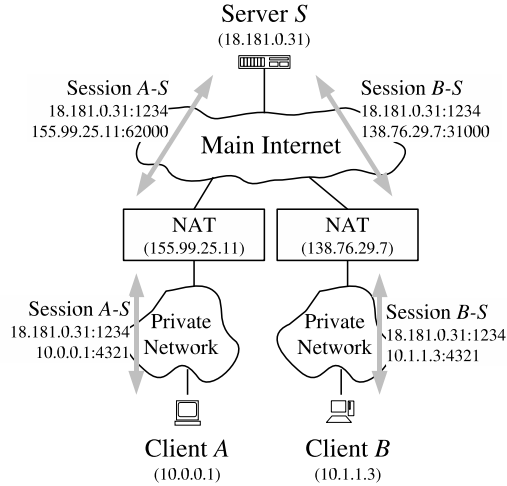 Server S
(18.181.0.31)
Session A-S
18.181.0.31:1234
155.99.25.11:62000
Session B-S
18.181.0.31:1234
138.76.29.7:31000
Main Internet
NAT
(155.99.25.11)
NAT
(138.76.29.7)
Session A-S
18.181.0.31:1234
10.0.0.1:4321
Private
Network
Private
Network
Session B-S
18.181.0.31:1234
10.1.1.3:4321
Client A
(10.0.0.1)
Client B
(10.1.1.3)